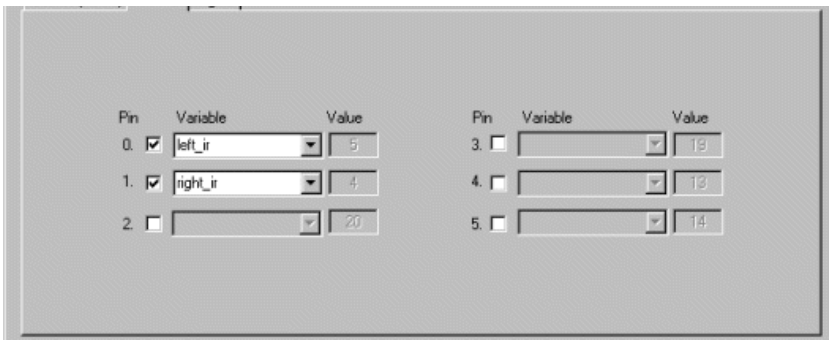 Pin Variable Value Pin Variable Value
0. left_ir 5 3. 19
1. right_ir 4 4. 13
2. 20 5. 14